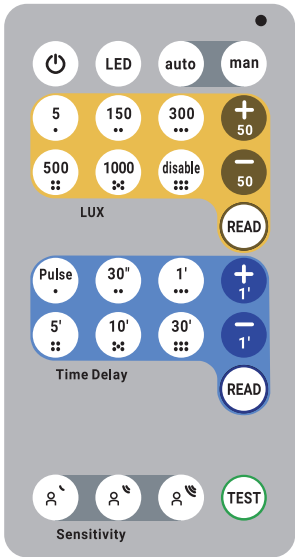 LED auto man
5 150 300 + 50
500 1000 disable − 50
LUX READ
Pulse 30" 1' + 1'
5' 10' 30' − 1'
Time Delay READ
TEST
Sensitivity